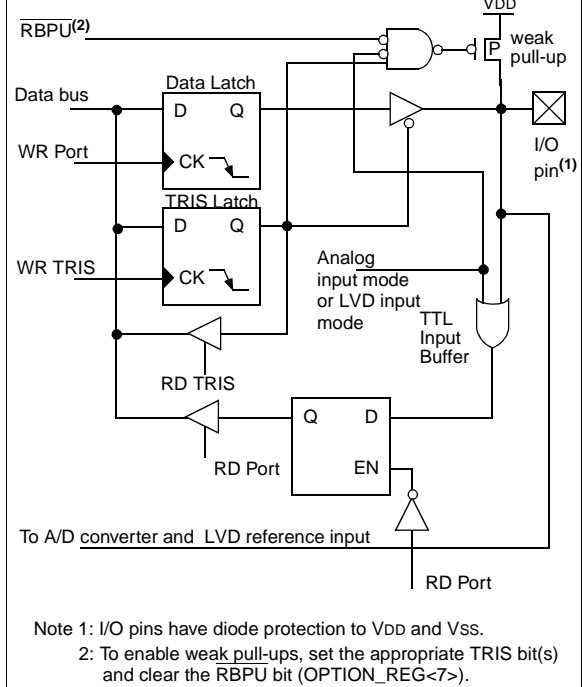 VDD
RBPU(2)
P
weak
pull-up
Data Latch
Data bus
D Q
WR Port
CK
I/O
pin(1)
TRIS Latch
D Q
WR TRIS
CK
Analog
input mode
or LVD input
mode
TTL
Input
Buffer
RD TRIS
Q D
RD Port
EN
To A/D converter and LVD reference input
RD Port
Note 1: I/O pins have diode protection to VDD and VSS.
2: To enable weak pull-ups, set the appropriate TRIS bit(s)
and clear the RBPU bit (OPTION_REG<7>).